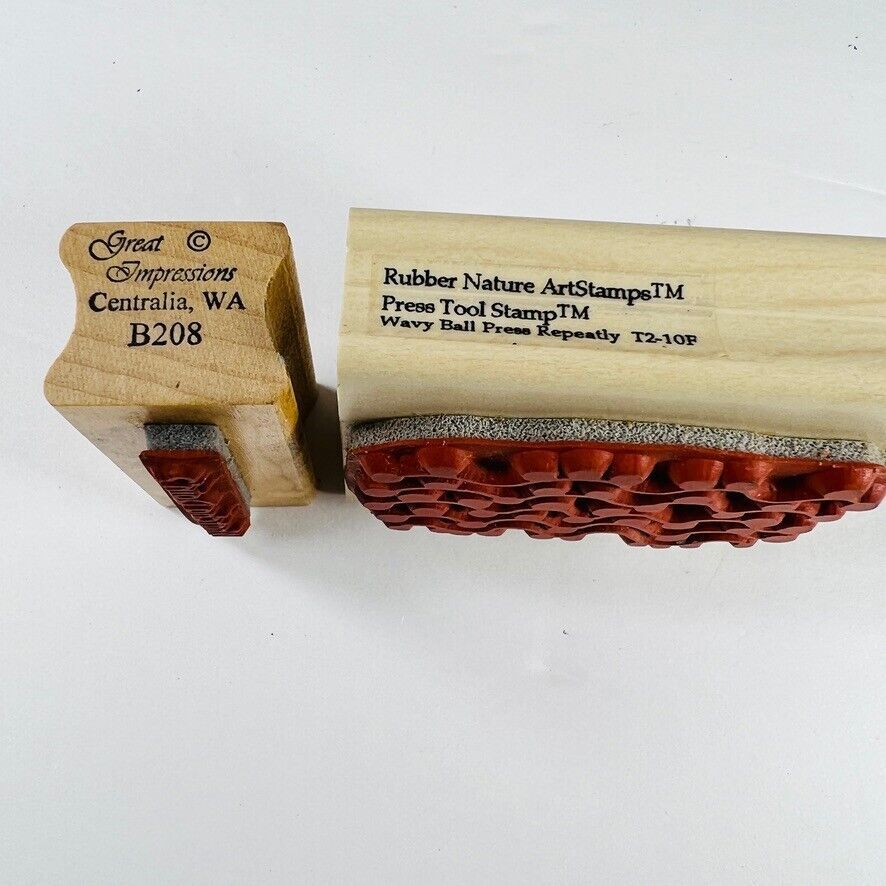 Great ©
Impressions
Centralia, WA
B208
Rubber Nature ArtStamps™
Press Tool Stamp™
Wavy Ball Press Repeatly T2-10F